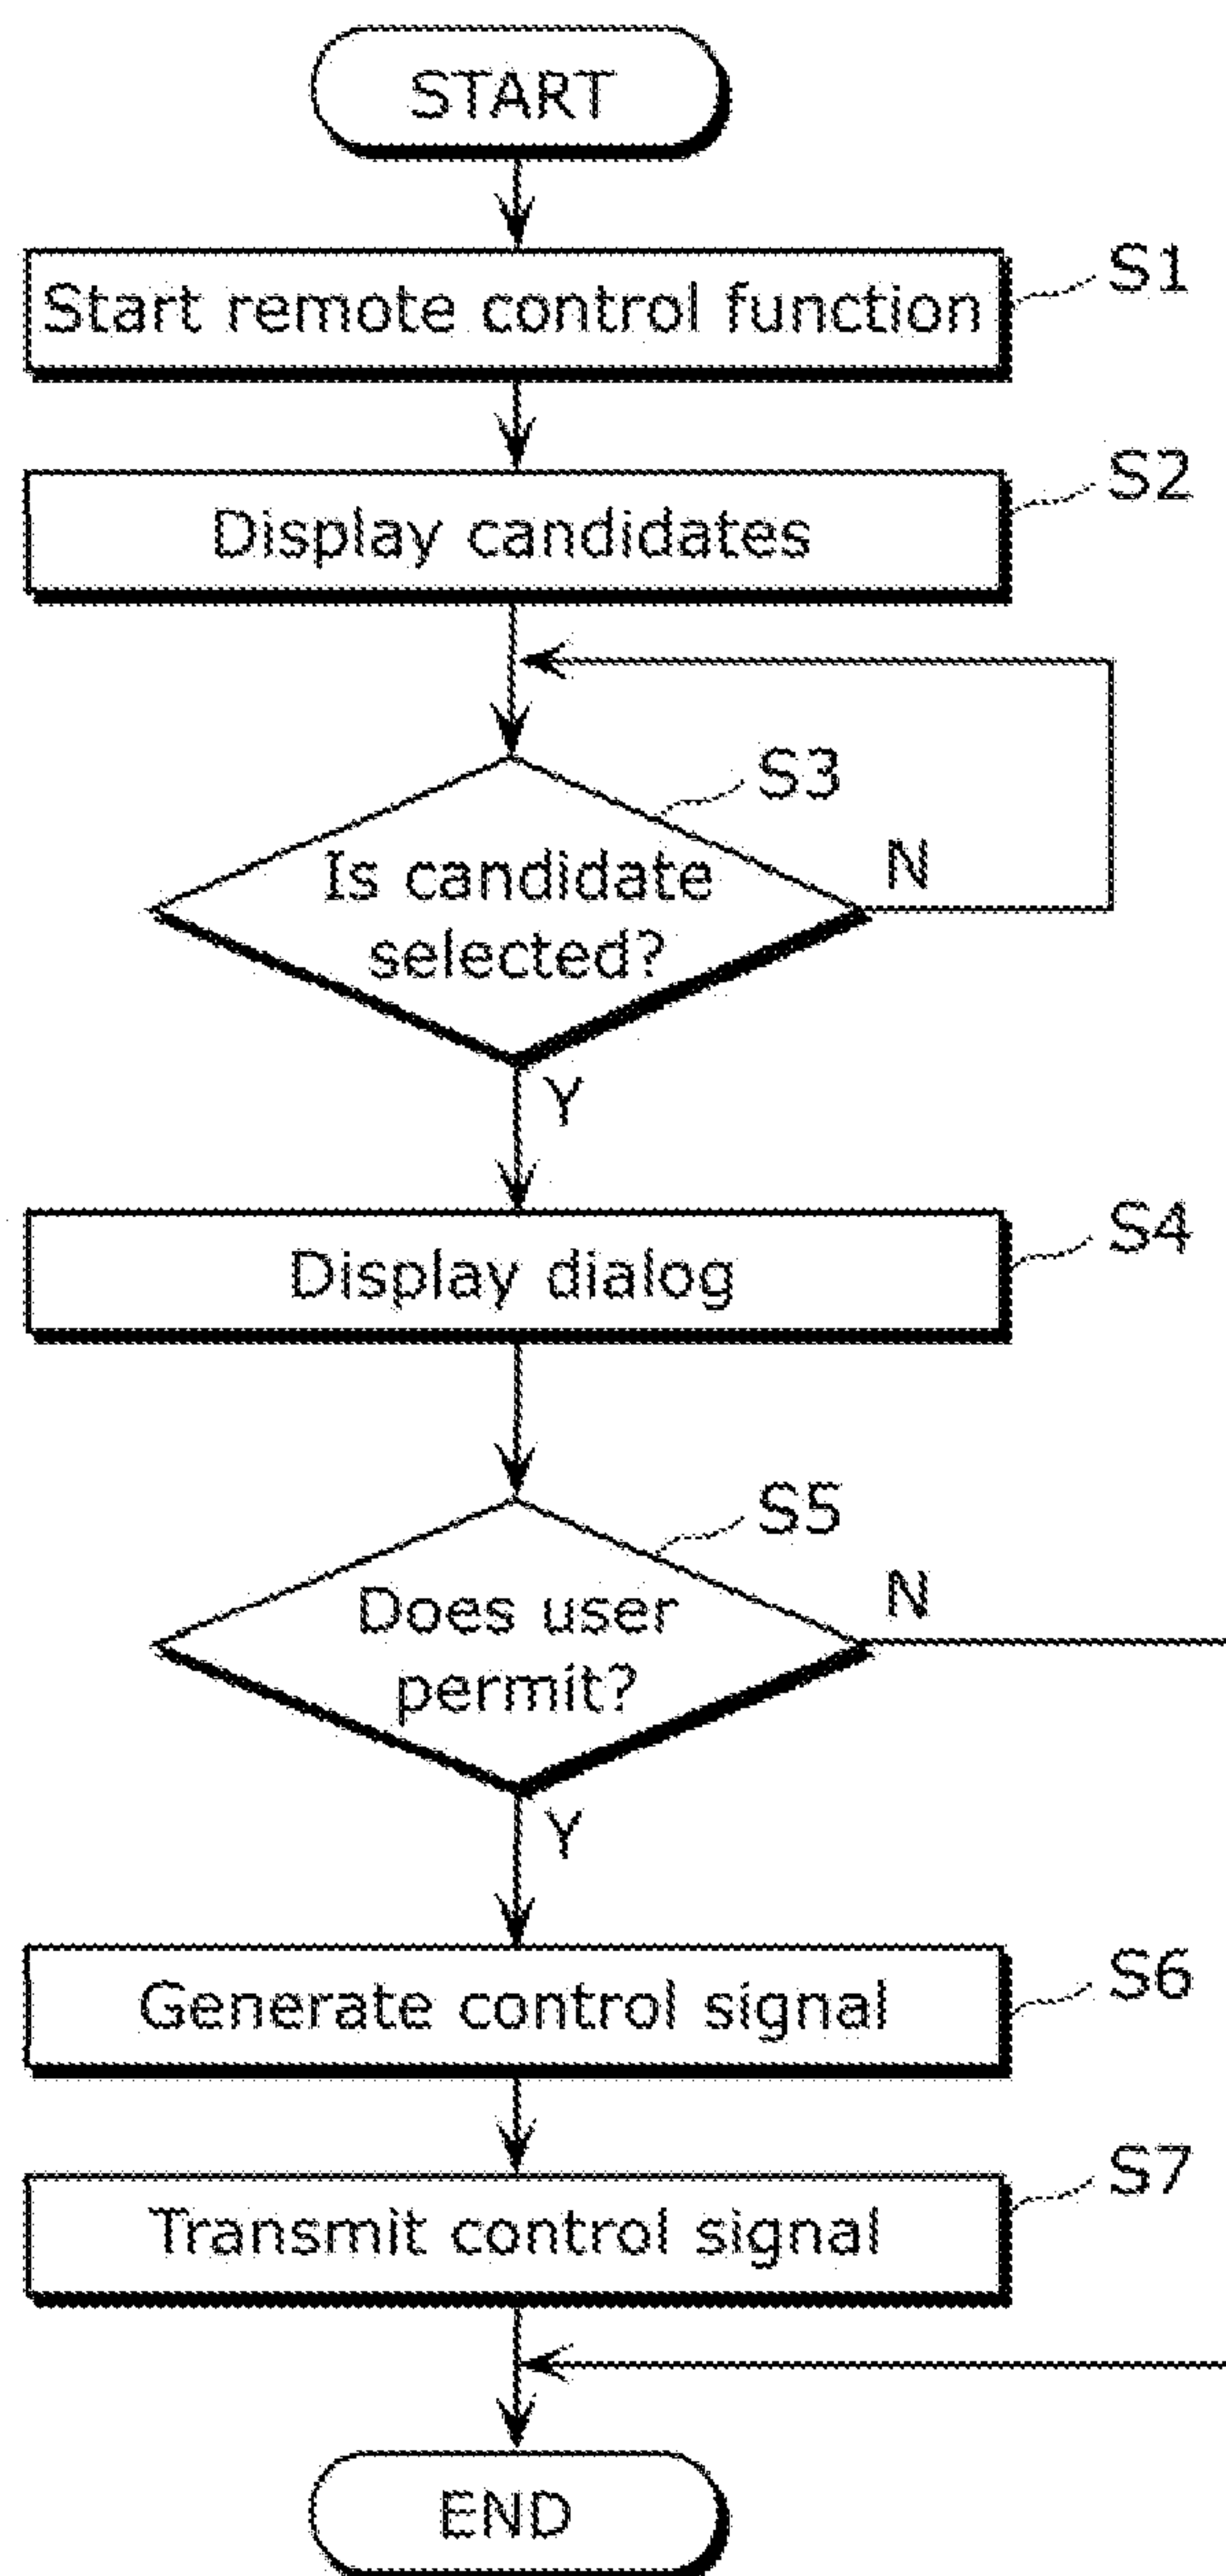 START
Start remote control function
S1
Display candidates
S2
S3
Is candidate
selected?
N
Y
Display dialog
S4
S5
Does user
permit?
N
Y
Generate control signal
S6
Transmit control signal
S7
END